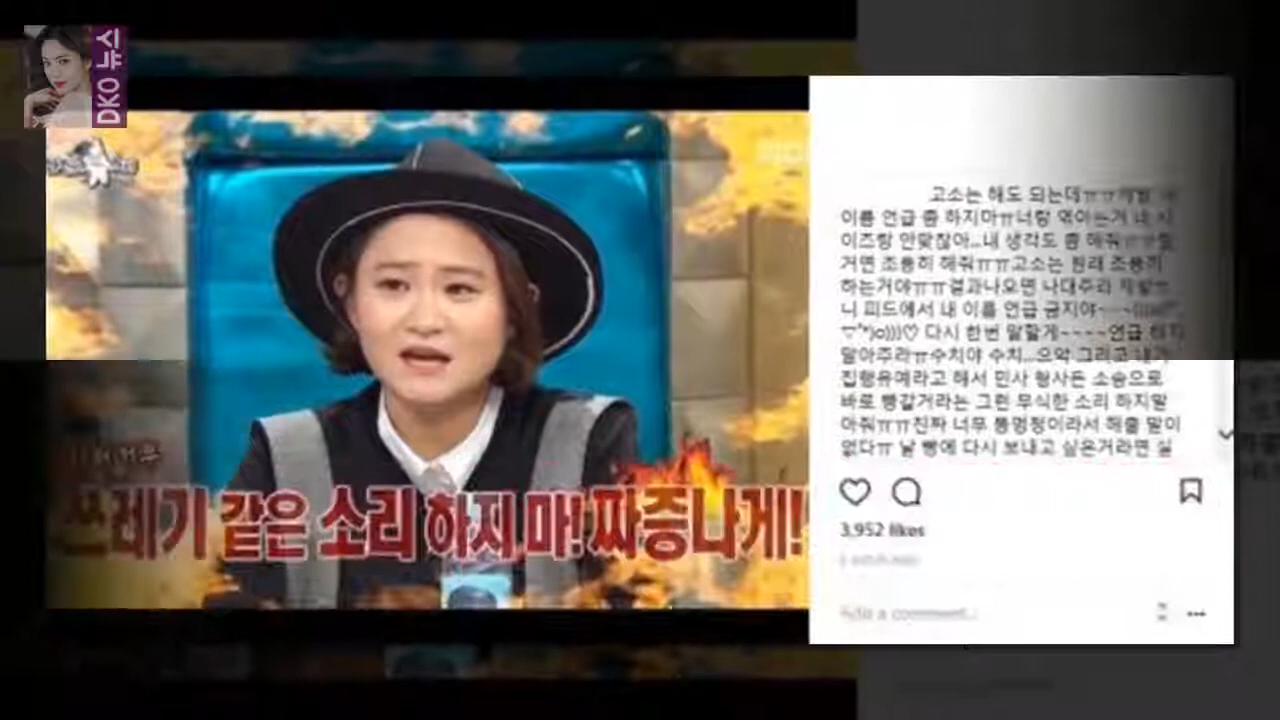 DKO 뉴스
쓰레기 같은 소리 하지 마! 짜증나게!
고소는 해도 되는데ㅠㅠ제발
이름 언급 좀 하지마ㅠ너랑 엮이는거 내
이즈랑 안맞잖아...내 생각도 좀 해줘
거면 조용히 해줘ㅠㅠ고소는 원래 조용히
하는거야ㅠㅠ결과나오면 나대주라 제발ㅠ
니 피드에서 내 이름 언급 금지야~~
다시 한번 말할게~~~~언급 하지
말아주라ㅠ수치야 수치...으악 그리고 내가
집행유예라고 해서 민사 형사든 소송으로
바로 빵갈거라는 그런 무식한 소리 하지말
아줘ㅠㅠ진짜 너무 똥멍청이라서 해줄 말이
없다ㅠ 날 빵에 다시 보내고 싶은거라면 실
3,952 likes
Add a comment...